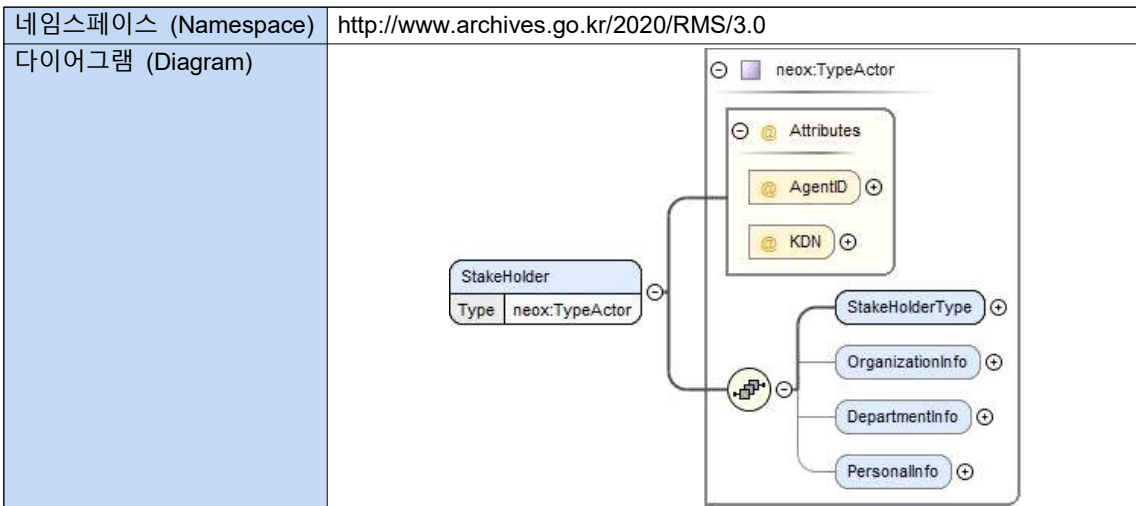 네임스페이스 (Namespace) http://www.archives.go.kr/2020/RMS/3.0
다이어그램 (Diagram)
neox:TypeActor
@ Attributes
@ AgentID
@ KDN
StakeHolder
Type neox:TypeActor
StakeHolderType
OrganizationInfo
DepartmentInfo
PersonalInfo